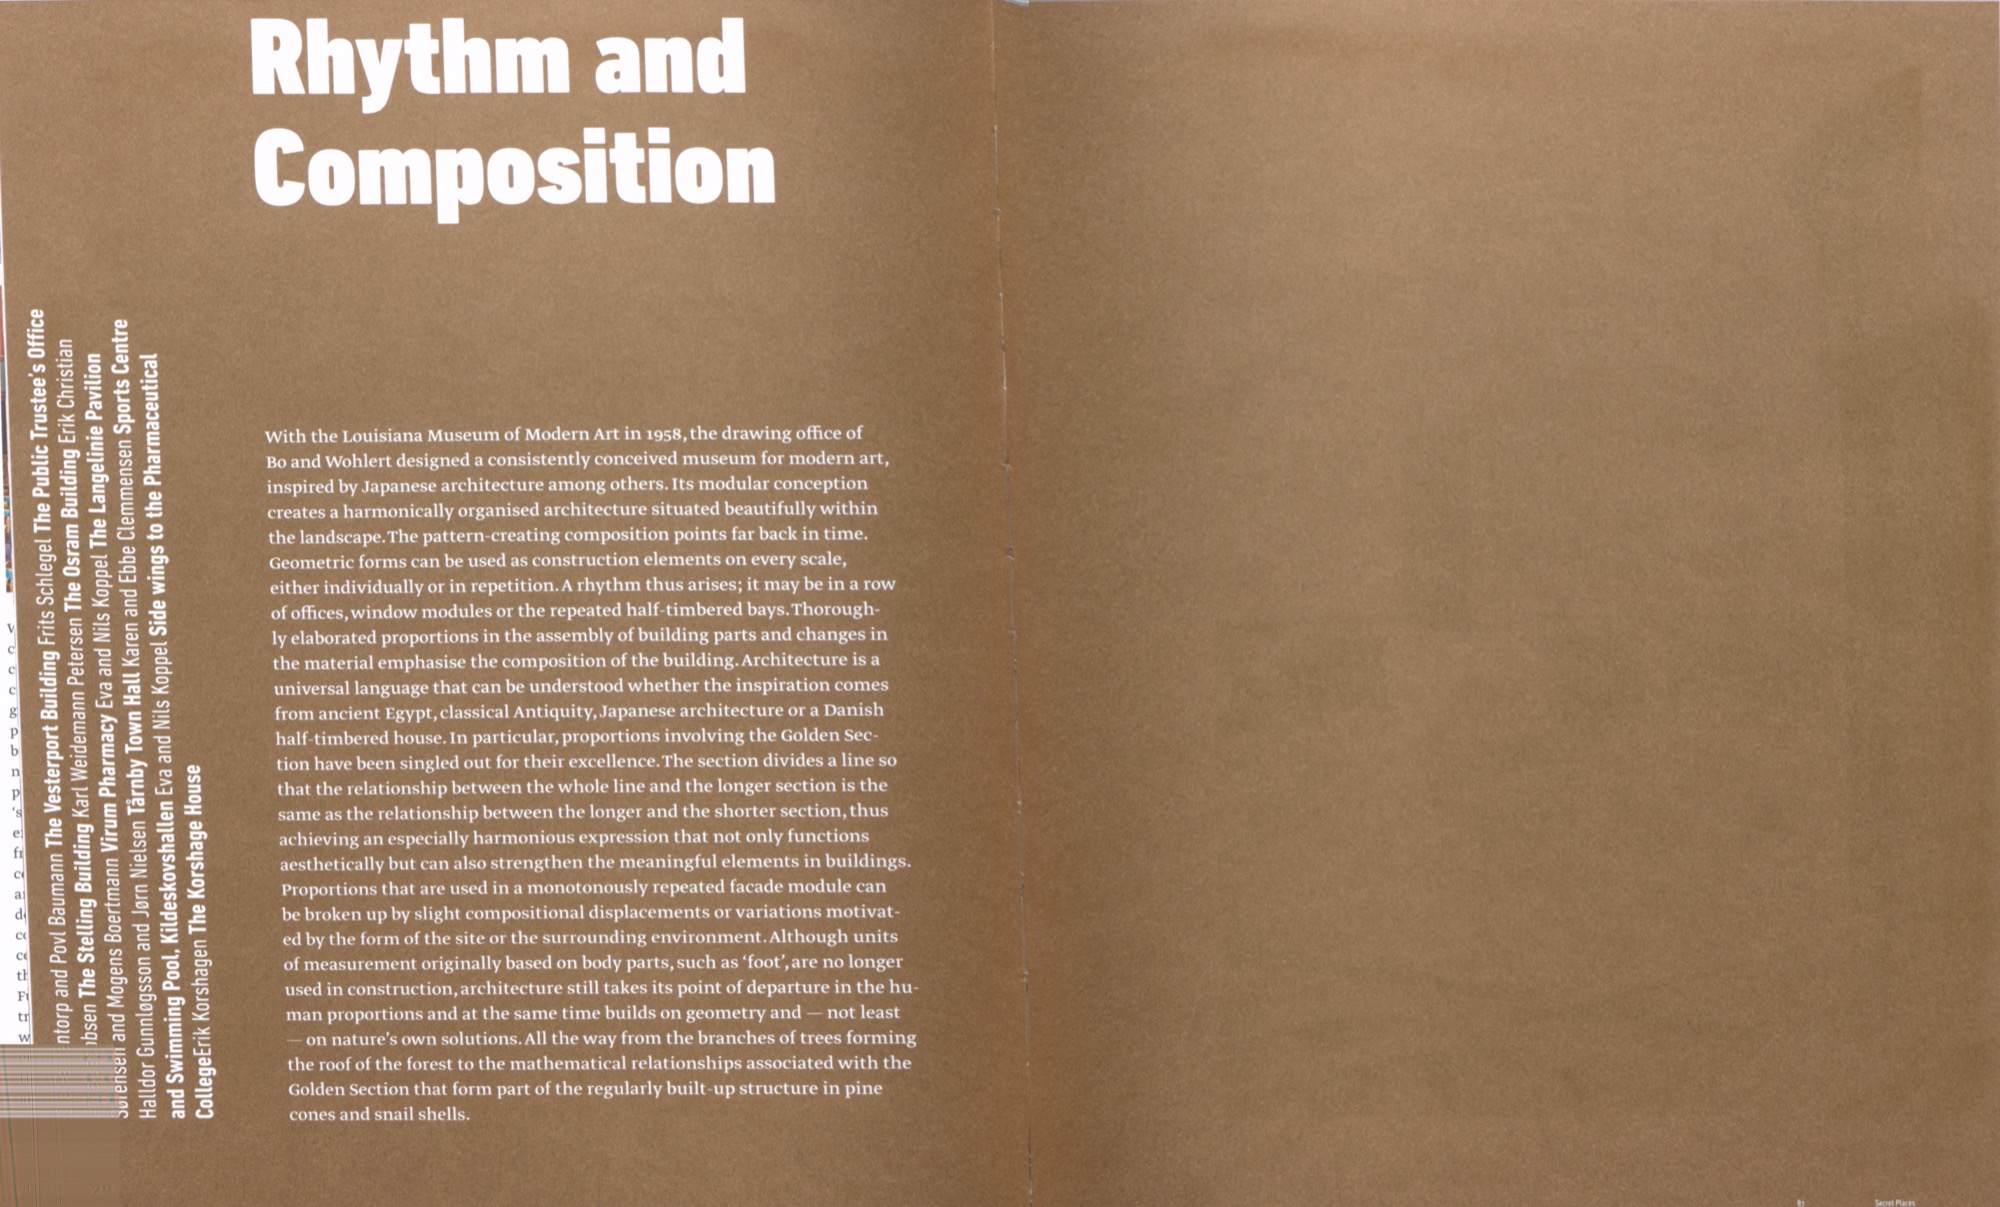 Rhythm and
Composition
ntorp and Povl Baumann The Vesterport Building Frits Schlegel The Public Trustee's Office
The Stelling Building Karl Weidemann Petersen The Osram Building Erik Christian
Sørensen and Mogens Boertmann Virum Pharmacy Eva and Nils Koppel The Langelinie Pavilion
Halldor Gunnløgsson and Jørn Nielsen Tårnby Town Hall Karen and Ebbe Clemmensen Sports Centre
and Swimming Pool, Kildeskovshallen Eva and Nils Koppel Side wings to the Pharmaceutical
CollegeErik Korshagen The Korshage House
With the Louisiana Museum of Modern Art in 1958, the drawing office of
Bo and Wohlert designed a consistently conceived museum for modern art,
inspired by Japanese architecture among others. Its modular conception
creates a harmonically organised architecture situated beautifully within
the landscape. The pattern-creating composition points far back in time.
Geometric forms can be used as construction elements on every scale,
either individually or in repetition. A rhythm thus arises; it may be in a row
of offices, window modules or the repeated half-timbered bays. Thorough-
ly elaborated proportions in the assembly of building parts and changes in
the material emphasise the composition of the building. Architecture is a
universal language that can be understood whether the inspiration comes
from ancient Egypt, classical Antiquity, Japanese architecture or a Danish
half-timbered house. In particular, proportions involving the Golden Sec-
tion have been singled out for their excellence. The section divides a line so
that the relationship between the whole line and the longer section is the
same as the relationship between the longer and the shorter section, thus
achieving an especially harmonious expression that not only functions
aesthetically but can also strengthen the meaningful elements in buildings.
Proportions that are used in a monotonously repeated facade module can
be broken up by slight compositional displacements or variations motivat-
ed by the form of the site or the surrounding environment. Although units
of measurement originally based on body parts, such as ‘foot’, are no longer
used in construction, architecture still takes its point of departure in the hu-
man proportions and at the same time builds on geometry and — not least
— on nature's own solutions. All the way from the branches of trees forming
the roof of the forest to the mathematical relationships associated with the
Golden Section that form part of the regularly built-up structure in pine
cones and snail shells.
Secret Places